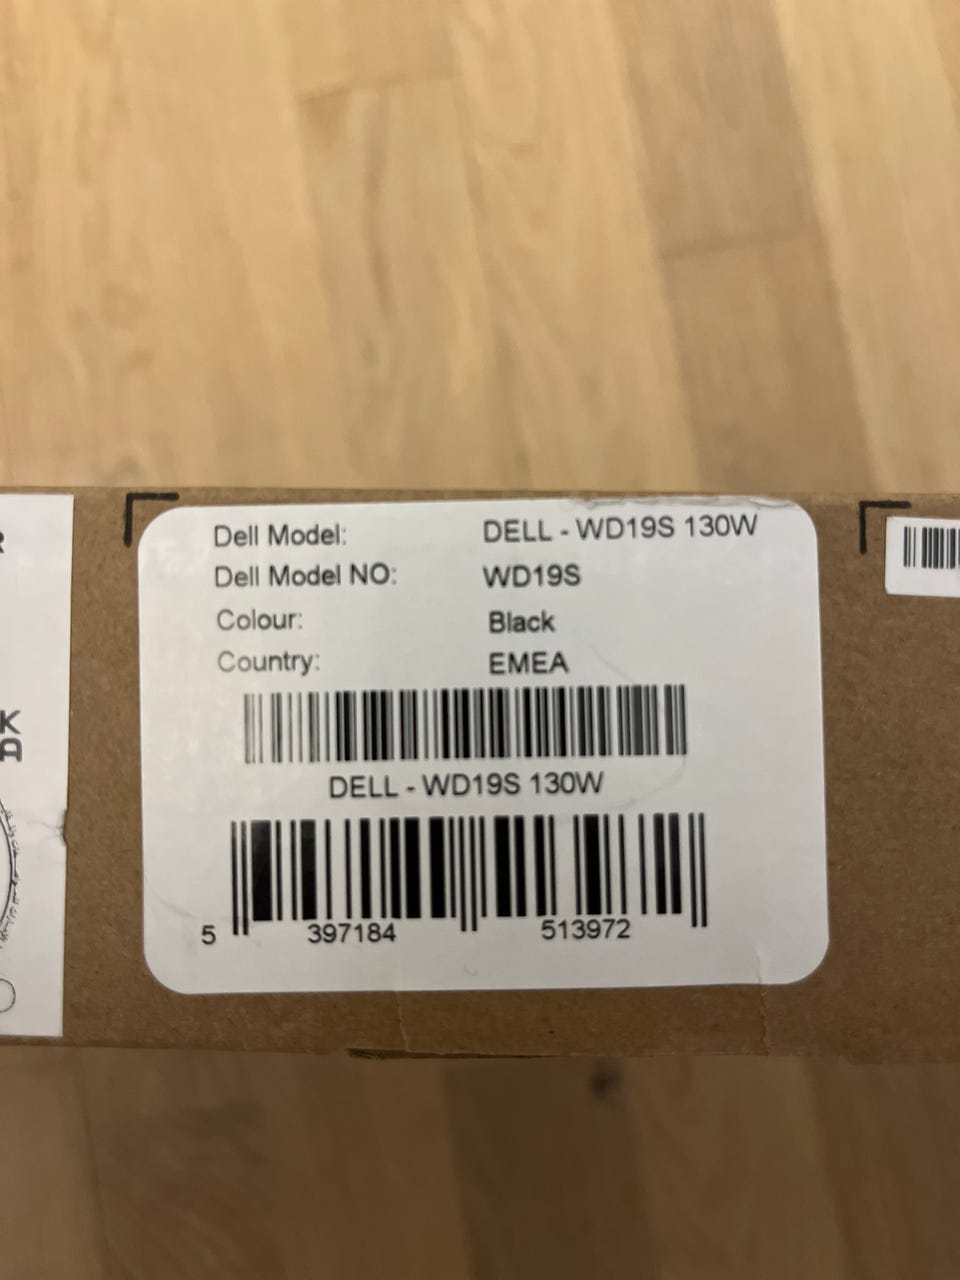 Dell Model: DELL - WD19S 130W
Dell Model NO: WD19S
Colour: Black
Country: EMEA
DELL - WD19S 130W
5 397184 513972
R
K
A